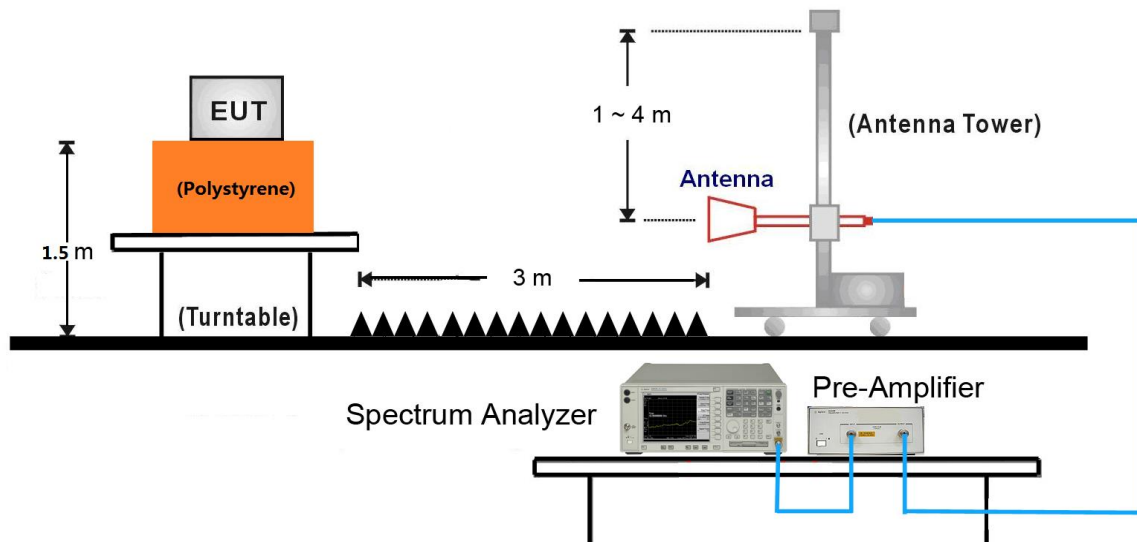 EUT
1 ~ 4 m
(Antenna Tower)
Antenna
(Polystyrene)
1.5 m
3 m
(Turntable)
Spectrum Analyzer
Pre-Amplifier